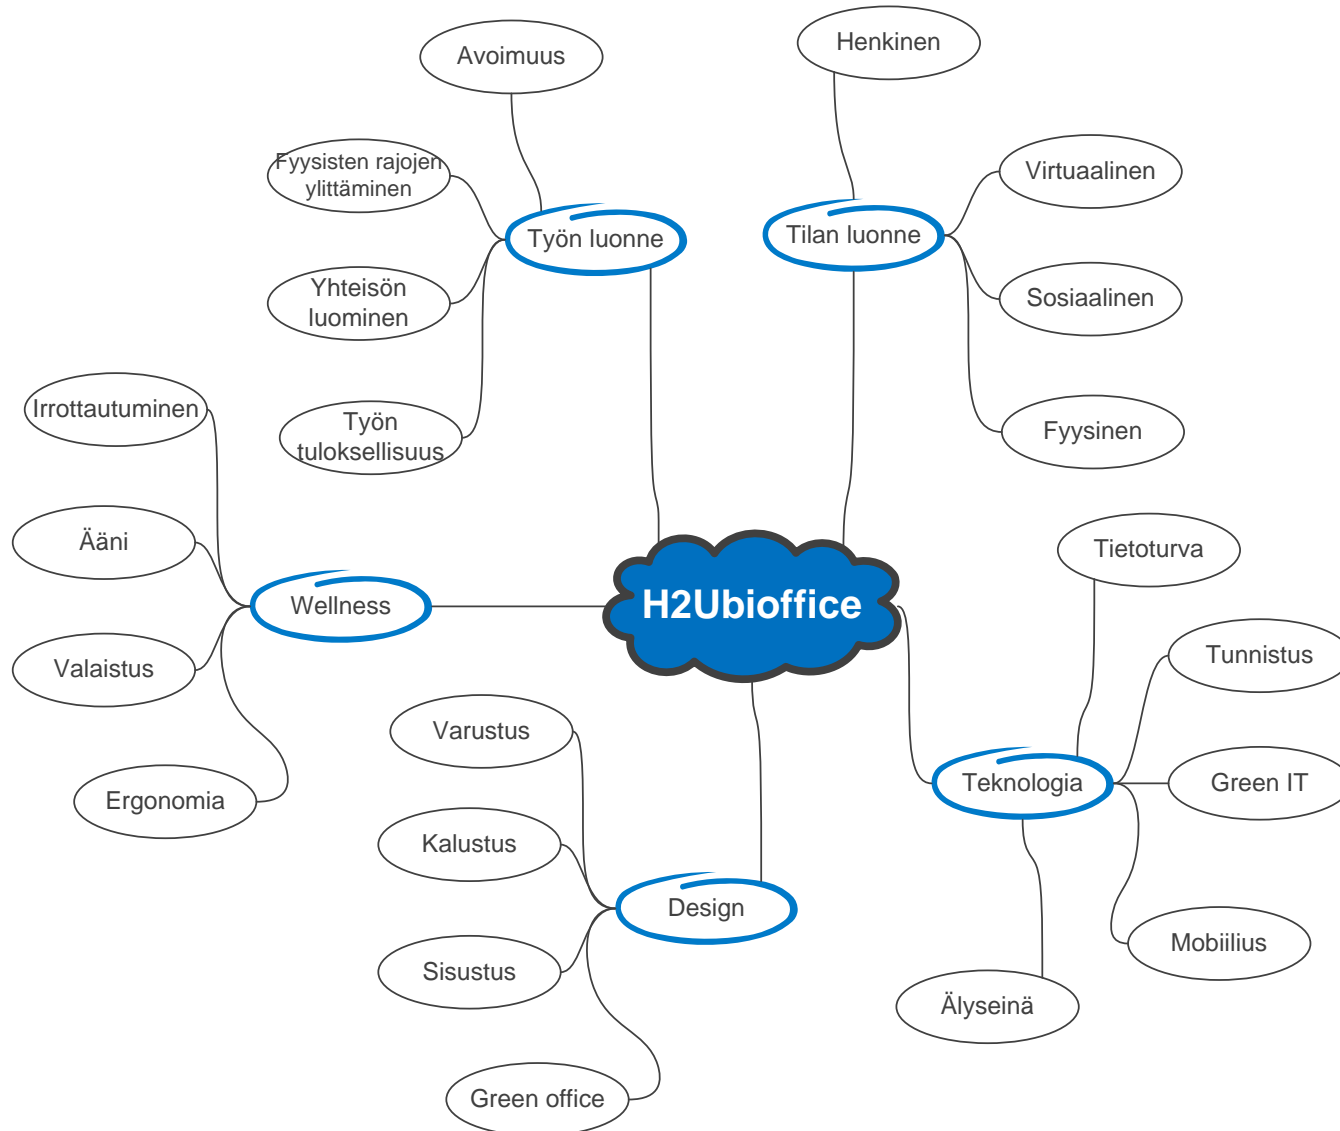 Avoimuus
Henkinen
Fyysisten rajojen
ylittäminen
Virtuaalinen
Työn luonne
Tilan luonne
Yhteisön
luominen
Sosiaalinen
Irrottautuminen
Työn
tuloksellisuus
Fyysinen
Ääni
Tietoturva
Wellness
H2Ubioffice
Valaistus
Tunnistus
Varustus
Ergonomia
Teknologia
Green IT
Kalustus
Design
Mobiilius
Sisustus
Älyseinä
Green office